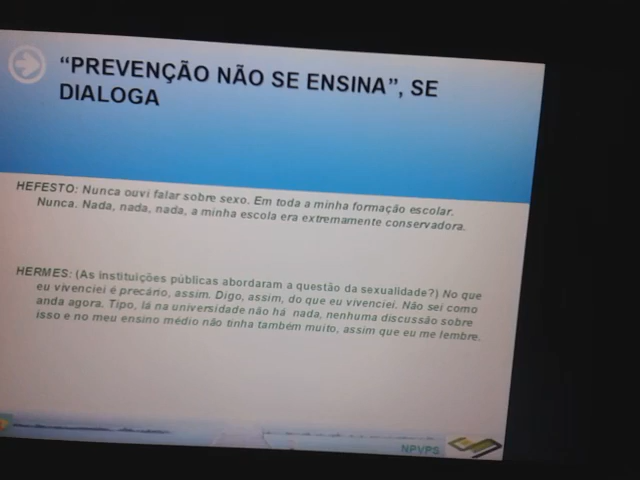 “PREVENÇÃO NÃO SE ENSINA”, SE
DIALOGA
HEFESTO: Nunca ouvi falar sobre sexo. Em toda a minha formação escolar.
Nunca. Nada, nada, nada, a minha escola era extremamente conservadora.
HERMES: (As instituições públicas abordaram a questão da sexualidade?) No que
eu vivenciei é precário, assim. Digo, assim, do que eu vivenciei. Não sei como
anda agora. Tipo, lá na universidade não há nada, nenhuma discussão sobre
isso e no meu ensino médio não tinha também muito, assim que eu me lembre.
NPVPS